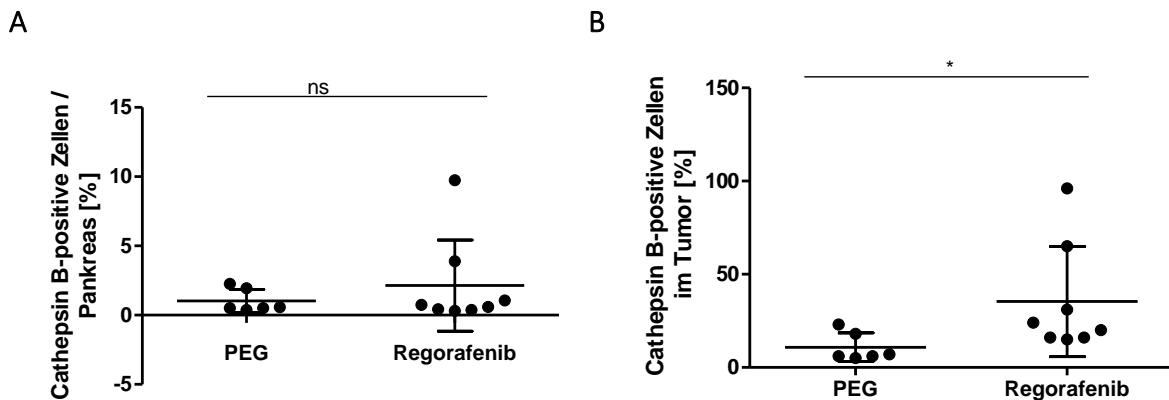 A
ns
Cathepsin B-positive Zellen /
Pankreas [%]
15
10
5
0
-5
PEG
Regorafenib
B
*
Cathepsin B-positive Zellen
im Tumor [%]
150
100
50
0
PEG
Regorafenib